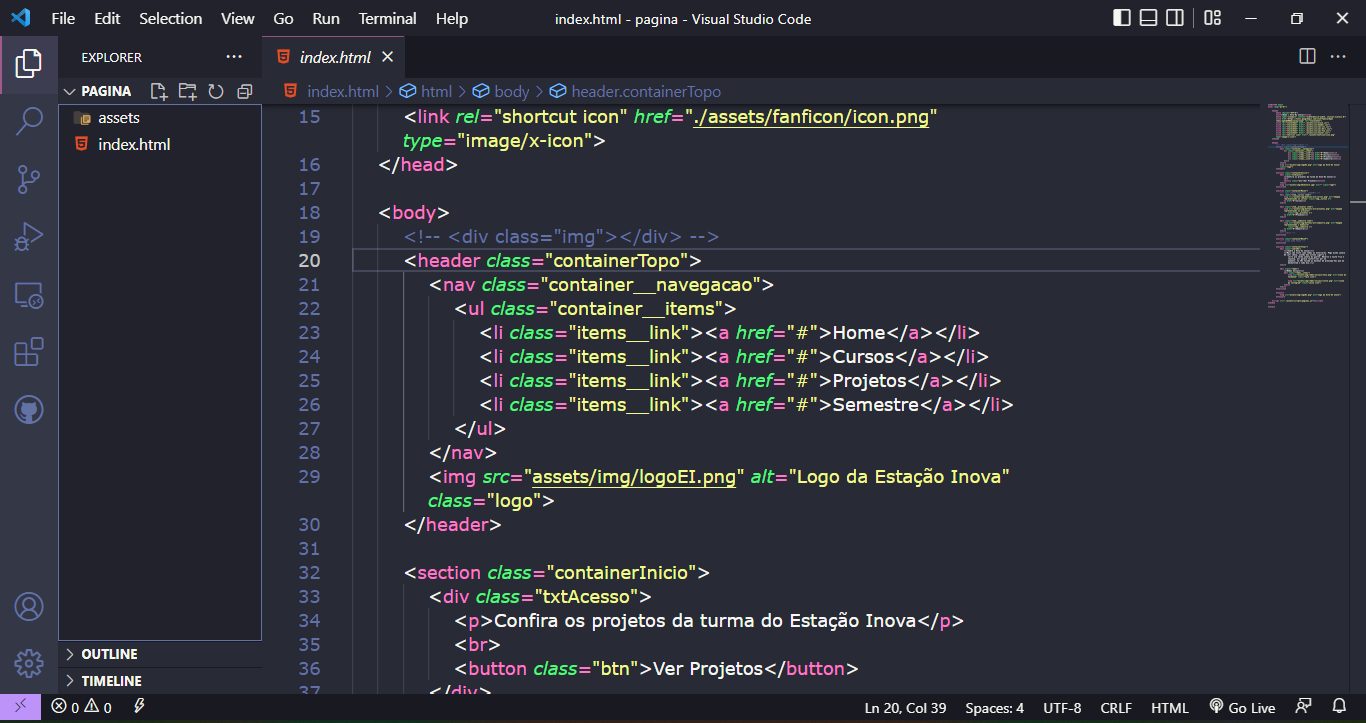 File Edit Selection View Go Run Terminal Help index.html - pagina - Visual Studio Code
EXPLORER ··· index.html
PAGINA index.html > html > body > header.containerTopo
assets
index.html
15 <link rel="shortcut icon" href="./assets/fanficon/icon.png"
type="image/x-icon">
16 </head>
17
18 <body>
19 <!-- <div class="img"></div> -->
20 <header class="containerTopo">
21 <nav class="container__navegacao">
22 <ul class="container__items">
23 <li class="items__link"><a href="#">Home</a></li>
24 <li class="items__link"><a href="#">Cursos</a></li>
25 <li class="items__link"><a href="#">Projetos</a></li>
26 <li class="items__link"><a href="#">Semestre</a></li>
27 </ul>
28 </nav>
29 <img src="assets/img/logoEI.png" alt="Logo da Estação Inova"
class="logo">
30 </header>
31
32 <section class="containerInicio">
33 <div class="txtAcesso">
34 <p>Confira os projetos da turma do Estação Inova</p>
35 <br>
36 <button class="btn">Ver Projetos</button>
37 </div>
OUTLINE
TIMELINE
0 0 Ln 20, Col 39 Spaces: 4 UTF-8 CRLF HTML Go Live